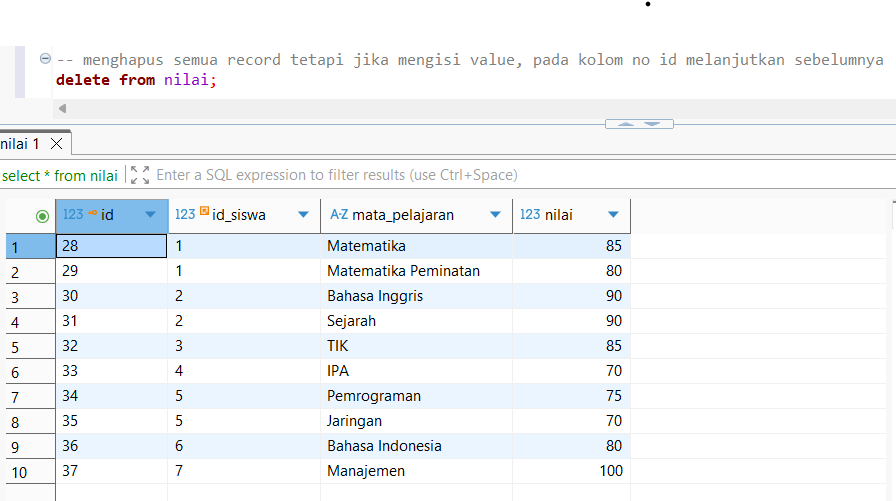 -- menghapus semua record tetapi jika mengisi value, pada kolom no id melanjutkan sebelumnya
delete from nilai;
nilai 1
select * from nilai Enter a SQL expression to filter results (use Ctrl+Space)
123 id 123 id_siswa A-Z mata_pelajaran 123 nilai
1 28 1 Matematika 85
2 29 1 Matematika Peminatan 80
3 30 2 Bahasa Inggris 90
4 31 2 Sejarah 90
5 32 3 TIK 85
6 33 4 IPA 70
7 34 5 Pemrograman 75
8 35 5 Jaringan 70
9 36 6 Bahasa Indonesia 80
10 37 7 Manajemen 100